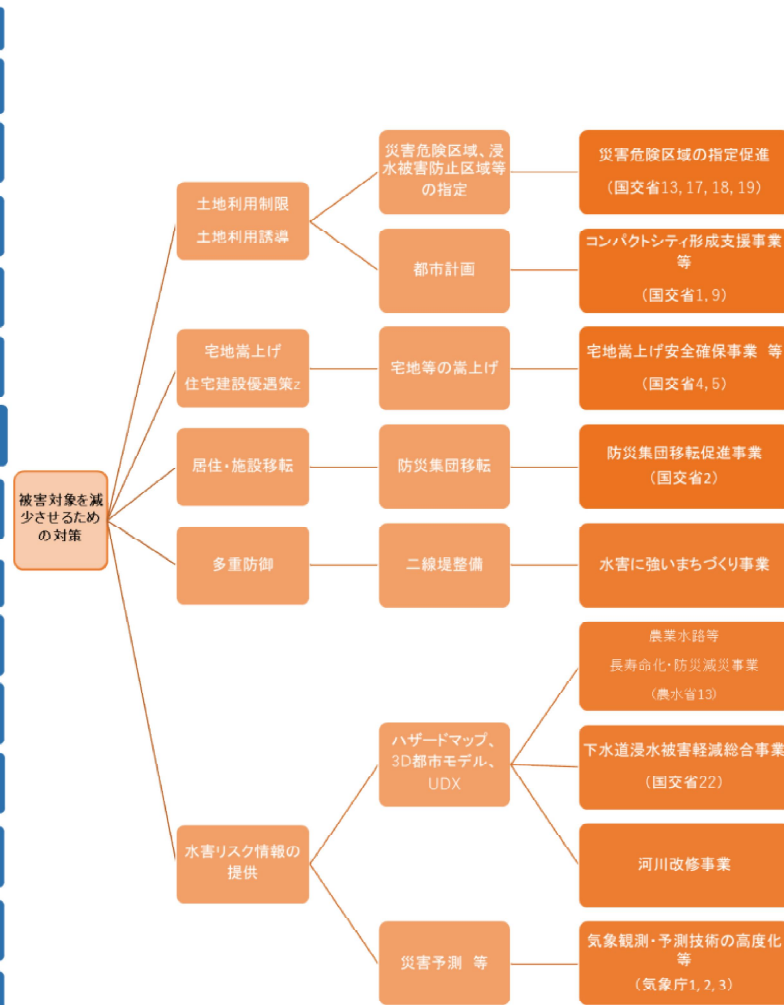 被害対象を減
少させるため
の対策
土地利用制限
土地利用誘導
災害危険区域、浸
水被害防止区域等
の指定
災害危険区域の指定促進
（国交省13, 17, 18, 19）
都市計画
コンパクトシティ形成支援事業
等
（国交省1, 9）
宅地嵩上げ
住宅建設優遇策z
宅地等の嵩上げ
宅地嵩上げ安全確保事業 等
（国交省4, 5）
居住・施設移転
防災集団移転
防災集団移転促進事業
（国交省2）
多重防御
二線堤整備
水害に強いまちづくり事業
水害リスク情報の
提供
ハザードマップ、
3D都市モデル、
UDX
農業水路等
長寿命化・防災減災事業
（農水省13）
下水道浸水被害軽減総合事業
（国交省22）
河川改修事業
災害予測 等
気象観測・予測技術の高度化
等
（気象庁1, 2, 3）